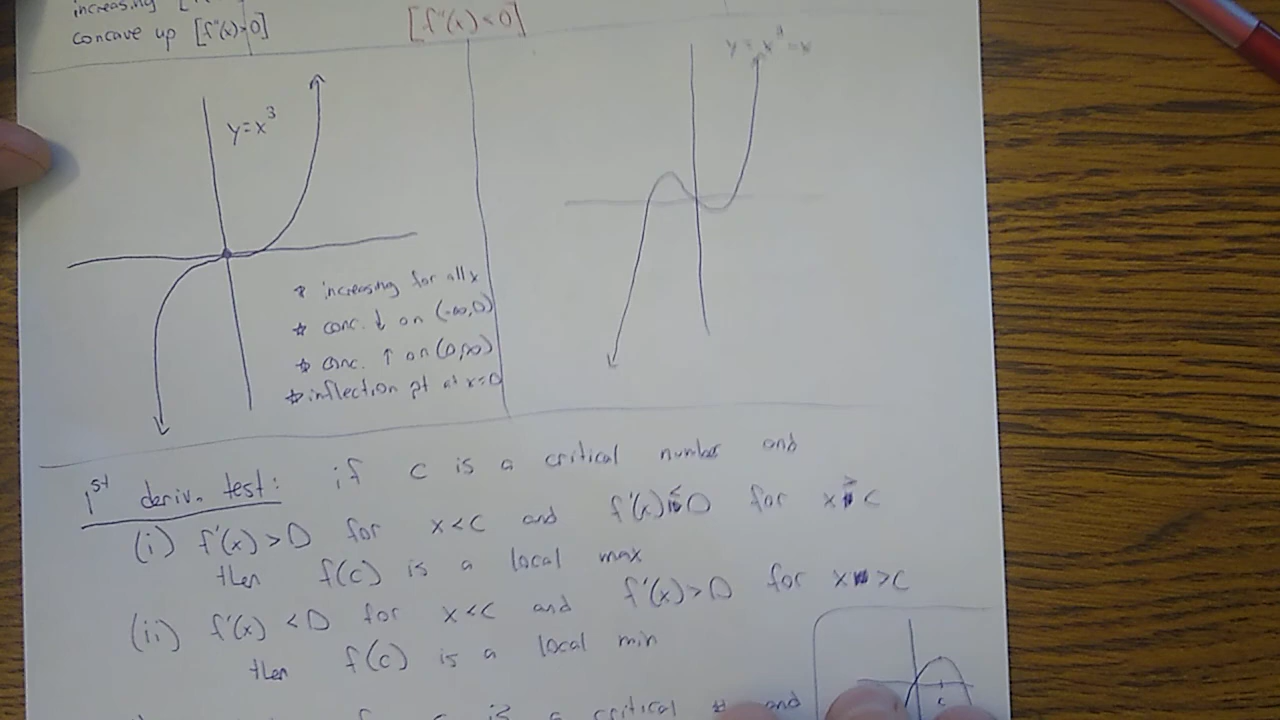 increasing [
concave up [f"(x)>0]
[f"(x)<0]
y=x³
* increasing for all x
* conc. ↓ on (-∞,0)
* conc. ↑ on (0,∞)
* inflection pt at x=0
1st deriv. test: if c is a critical number and
(i) f'(x)>0 for x<c and f'(x)<0 for x>c
then f(c) is a local max
(ii) f'(x)<0 for x<c and f'(x)>0 for x>c
then f(c) is a local min
c is a critical # and
c